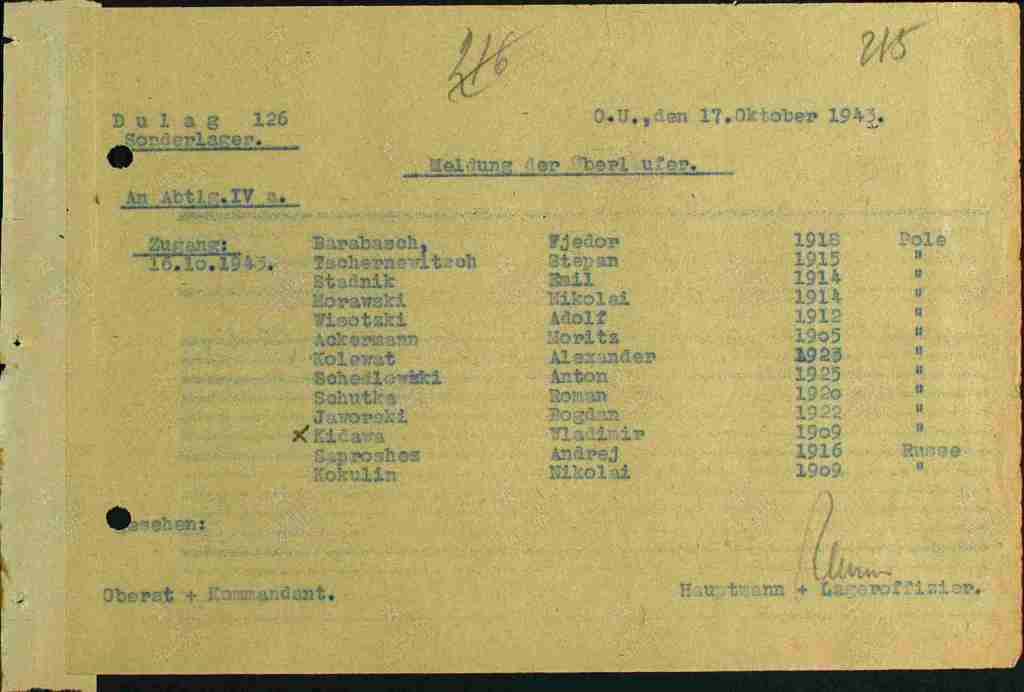 216
215
Dulag 126
O.U., den 17.Oktober 1943.
Sonderlager.
Meldung der Überläufer.
An Abtlg.IV a.
Zugang: Barabasch, Fjedor 1918 Pole
16.10.1943. Tschernewitsch Stepan 1915 "
Stadnik Emil 1914 "
Morawski Nikolai 1914 "
Wisotzki Adolf 1912 "
Ackermann Moritz 1905 "
Kolewat Alexander 1923 "
Schedlowski Anton 1925 "
Schutka Roman 1920 "
Jaworski Bogdan 1922 "
x Kidawa Wladimir 1909 "
Saproshez Andrej 1916 Russe
Kokulin Nikolai 1909 "
Gesehen:
Oberst + Kommandant.
Hauptmann + Lageroffizier.